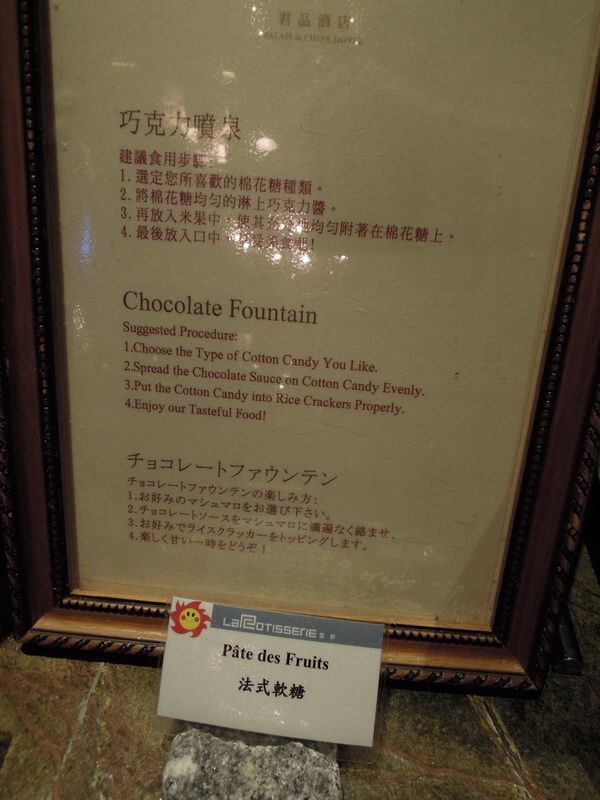 君品酒店
PALAIS de CHINE HOTEL
巧克力噴泉
建議食用步驟:
1.選定您所喜歡的棉花糖種類。
2.將棉花糖均勻的淋上巧克力醬。
3.再放入米果中,使其 均勻附著在棉花糖上。
4.最後放入口中
Chocolate Fountain
Suggested Procedure:
1.Choose the Type of Cotton Candy You Like.
2.Spread the Chocolate Sauce on Cotton Candy Evenly.
3.Put the Cotton Candy into Rice Crackers Properly.
4.Enjoy our Tasteful Food!
チョコレートファウンテン
チョコレートファウンテンの楽しみ方:
1.お好みのマシュマロをお選び下さい。
2.チョコレートソースをマシュマロに満遍なく絡ませ、
3.お好みでライスクラッカーをトッピングします。
4.楽しく甘い一時をどうぞ!
LA ROTISSERIE 雲軒
Pâte des Fruits
法式軟糖